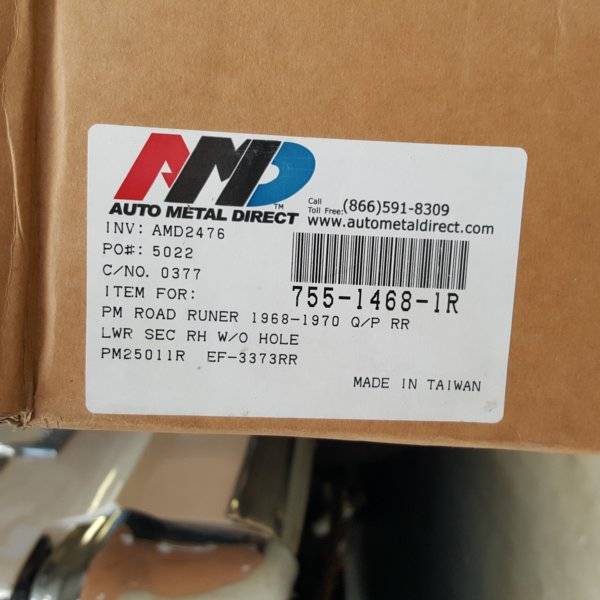 AMD TM
AUTO METAL DIRECT
Call
Toll Free: (866)591-8309
www.autometaldirect.com
INV: AMD2476
PO#: 5022
C/NO. 0377
ITEM FOR: 755-1468-1R
PM ROAD RUNER 1968-1970 Q/P RR
LWR SEC RH W/O HOLE
PM25011R EF-3373RR
MADE IN TAIWAN